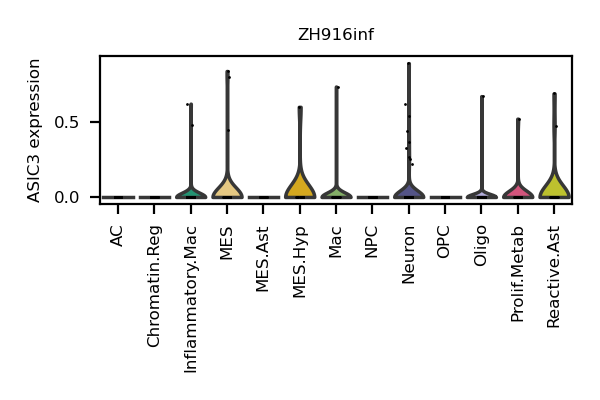 ZH916inf
ASIC3 expression
0.5
0.0
AC
Chromatin.Reg
Inflammatory.Mac
MES
MES.Ast
MES.Hyp
Mac
NPC
Neuron
OPC
Oligo
Prolif.Metab
Reactive.Ast